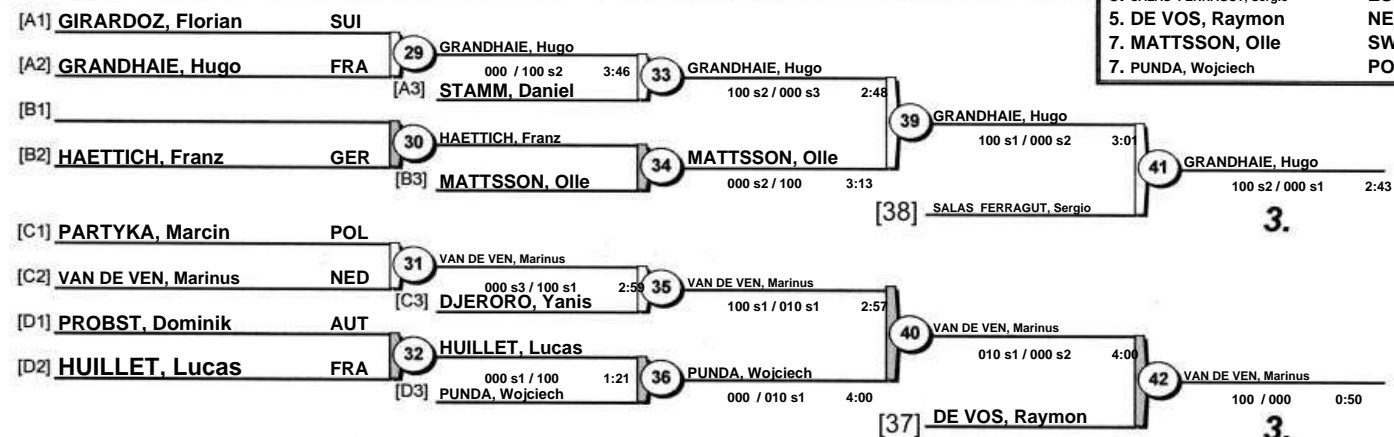 [A1] GIRARDOZ, Florian SUI
[A2] GRANDHAIE, Hugo FRA
29 GRANDHAIE, Hugo
000 / 100 s2 3:46
[A3] STAMM, Daniel
33 GRANDHAIE, Hugo
100 s2 / 000 s3 2:48
[B1]
[B2] HAETTICH, Franz GER
30 HAETTICH, Franz
[B3] MATTSSON, Olle
34 MATTSSON, Olle
000 s2 / 100 3:13
39 GRANDHAIE, Hugo
100 s1 / 000 s2 3:01
[38] SALAS FERRAGUT, Sergio
41 GRANDHAIE, Hugo
100 s2 / 000 s1 2:43
3.
[C1] PARTYKA, Marcin POL
[C2] VAN DE VEN, Marinus NED
31 VAN DE VEN, Marinus
000 s3 / 100 s1 2:59
[C3] DJERORO, Yanis
35 VAN DE VEN, Marinus
100 s1 / 010 s1 2:57
[D1] PROBST, Dominik AUT
[D2] HUILLET, Lucas FRA
32 HUILLET, Lucas
000 s1 / 100 1:21
[D3] PUNDA, Wojciech
36 PUNDA, Wojciech
000 / 010 s1 4:00
40 VAN DE VEN, Marinus
010 s1 / 000 s2 4:00
[37] DE VOS, Raymon
42 VAN DE VEN, Marinus
100 / 000 0:50
3.
5. DE VOS, Raymon NE
7. MATTSSON, Olle SW
7. PUNDA, Wojciech PO